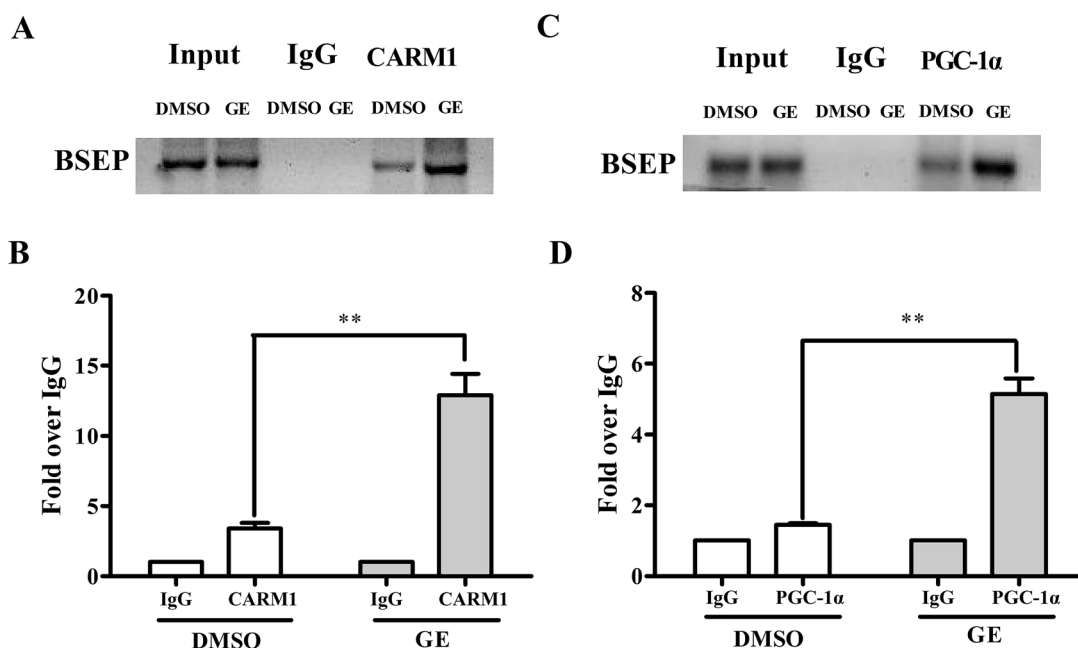 A
Input IgG CARM1
DMSO GE DMSO GE DMSO GE
BSEP
C
Input IgG PGC-1α
DMSO GE DMSO GE DMSO GE
BSEP
B
Fold over IgG
20
15
10
5
0
**
IgG CARM1 IgG CARM1
DMSO GE
D
Fold over IgG
8
6
4
2
0
**
IgG PGC-1α IgG PGC-1α
DMSO GE